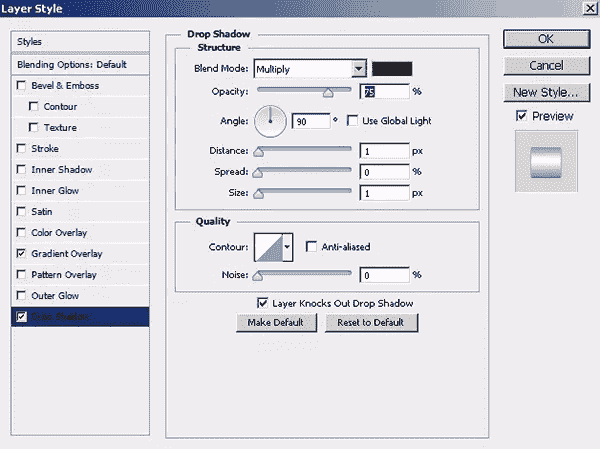 Layer Style
Styles
Blending Options: Default
Bevel & Emboss
Contour
Texture
Stroke
Inner Shadow
Inner Glow
Satin
Color Overlay
Gradient Overlay
Pattern Overlay
Outer Glow
Drop Shadow
Drop Shadow
Structure
Blend Mode: Multiply
Opacity: 75 %
Angle: 90 ° Use Global Light
Distance: 1 px
Spread: 0 %
Size: 1 px
Quality
Contour: Anti-aliased
Noise: 0 %
Layer Knocks Out Drop Shadow
Make Default Reset to Default
OK
Cancel
New Style...
Preview